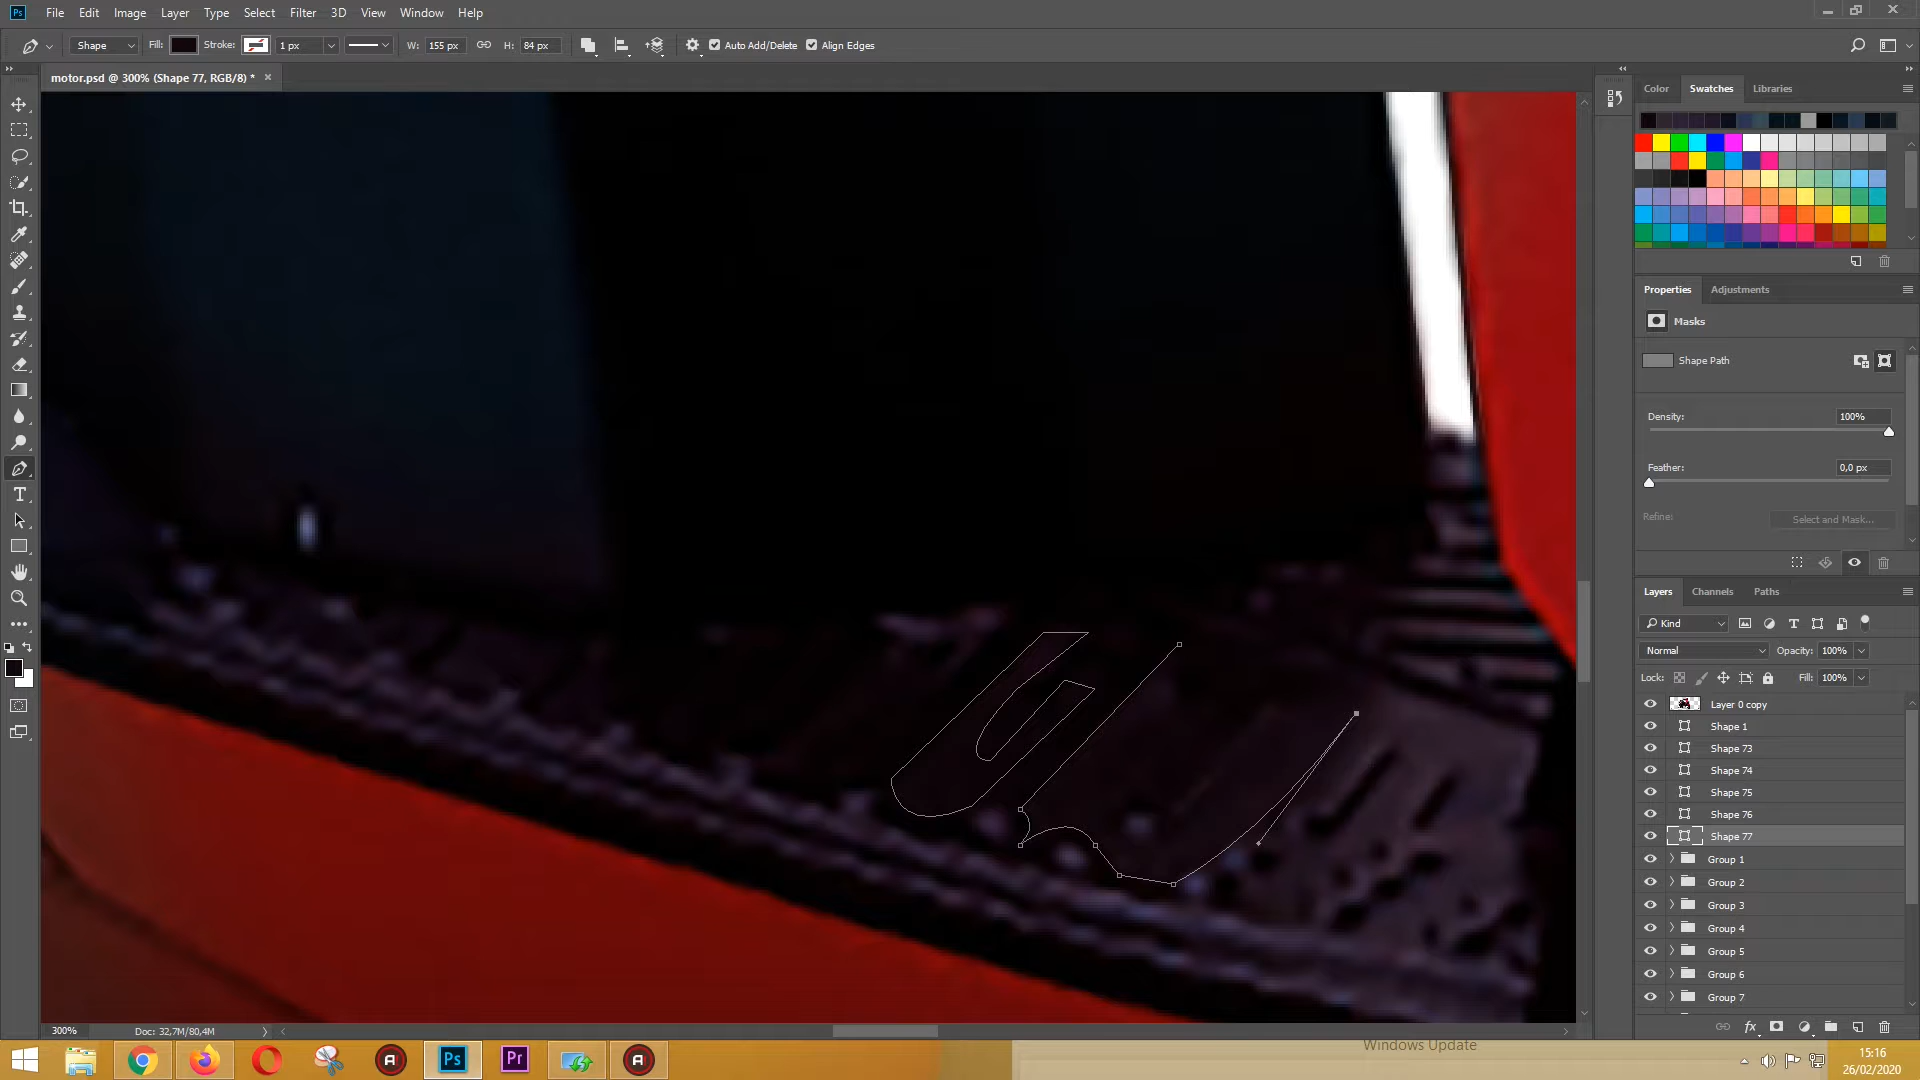 Ps File Edit Image Layer Type Select Filter 3D View Window Help
Shape Fill: Stroke: 1 px W: 155 px H: 84 px Auto Add/Delete Align Edges
motor.psd @ 300% (Shape 77, RGB/8) * ×
Color Swatches Libraries
Properties Adjustments
Masks
Shape Path
Density: 100%
Feather: 0,0 px
Refine: Select and Mask...
Layers Channels Paths
Kind
Normal Opacity: 100%
Lock: Fill: 100%
Layer 0 copy
Shape 1
Shape 73
Shape 74
Shape 75
Shape 76
Shape 77
Group 1
Group 2
Group 3
Group 4
Group 5
Group 6
Group 7
300% Doc: 32,7M/80,4M
Windows Update
Ps Pr
15:16
26/02/2020